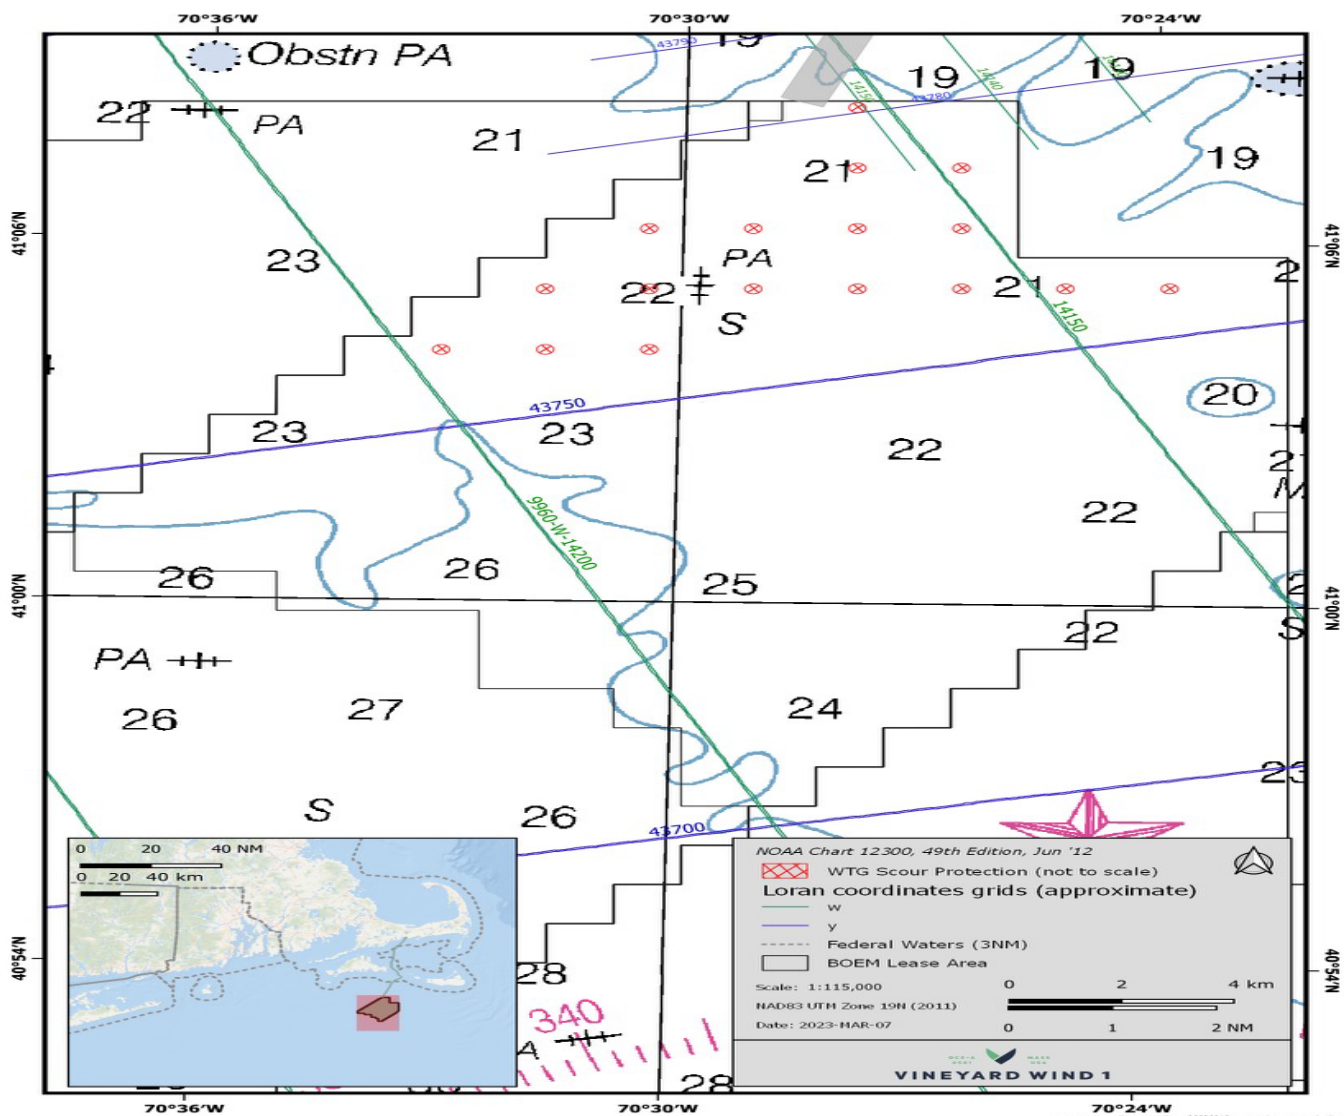 70°36'W 70°30'W 70°24'W
Obstn PA
43790
19
19
19
14140
43780
22
PA
21
21
19
41°06'N
41°06'N
23
PA
22
S
21
14150
43750
20
23
23
22
22
9960-W-14200
26
26
25
41°00'N
41°00'N
22
S
PA
26
27
24
S
26
43700
23
0 20 40 NM
0 20 40 km
NOAA Chart 12300, 49th Edition, Jun '12
WTG Scour Protection (not to scale)
Loran coordinates grids (approximate)
w
y
Federal Waters (3NM)
BOEM Lease Area
Scale: 1:115,000
NAD83 UTM Zone 19N (2011)
Date: 2023-MAR-07
0 2 4 km
0 1 2 NM
VINEYARD WIND 1
40°54'N
40°54'N
28
340
A
28
70°36'W 70°30'W 70°24'W